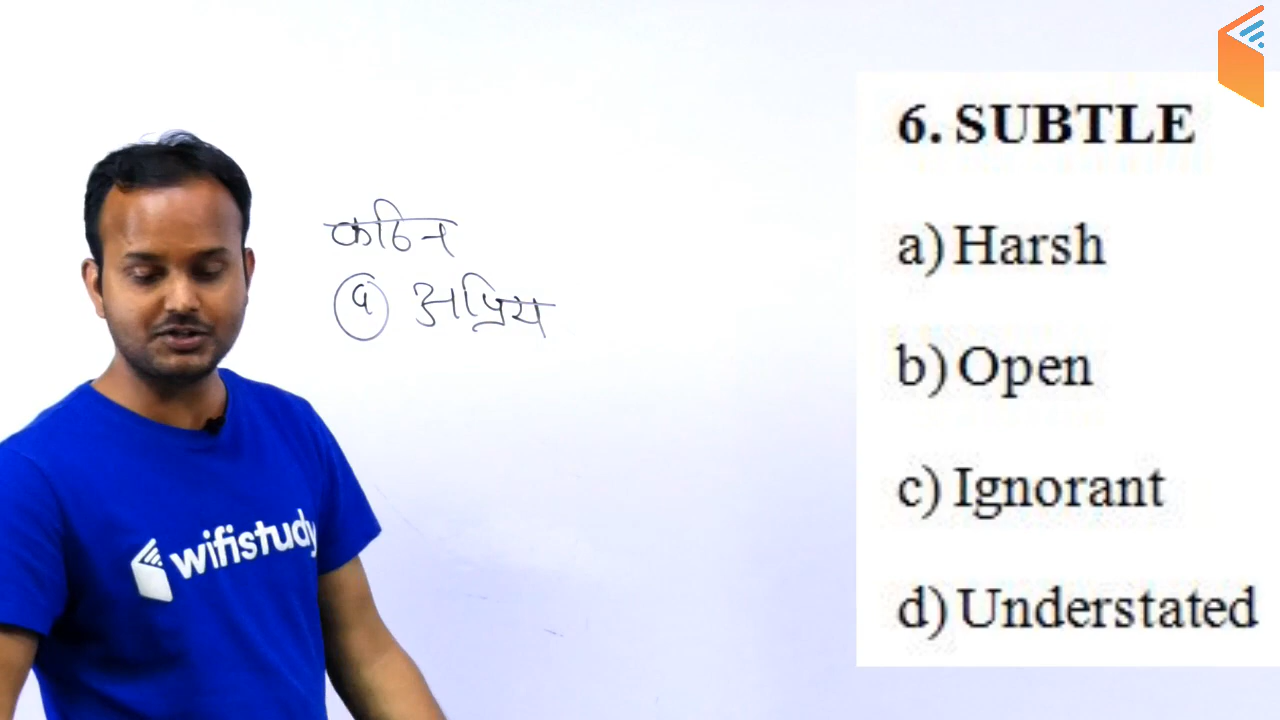 कठिन
a अप्रिय
wifistudy
6. SUBTLE
a) Harsh
b) Open
c) Ignorant
d) Understated